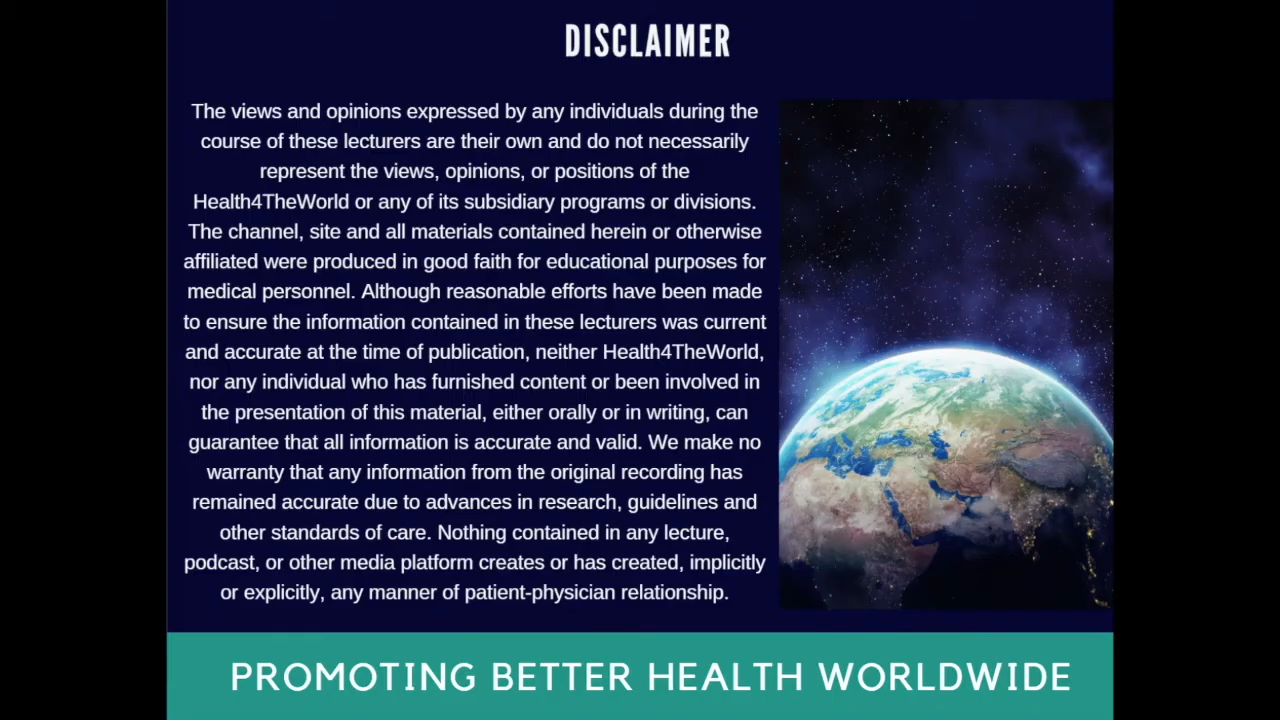 DISCLAIMER
The views and opinions expressed by any individuals during the
course of these lecturers are their own and do not necessarily
represent the views, opinions, or positions of the
Health4TheWorld or any of its subsidiary programs or divisions.
The channel, site and all materials contained herein or otherwise
affiliated were produced in good faith for educational purposes for
medical personnel. Although reasonable efforts have been made
to ensure the information contained in these lecturers was current
and accurate at the time of publication, neither Health4TheWorld,
nor any individual who has furnished content or been involved in
the presentation of this material, either orally or in writing, can
guarantee that all information is accurate and valid. We make no
warranty that any information from the original recording has
remained accurate due to advances in research, guidelines and
other standards of care. Nothing contained in any lecture,
podcast, or other media platform creates or has created, implicitly
or explicitly, any manner of patient-physician relationship.
PROMOTING BETTER HEALTH WORLDWIDE